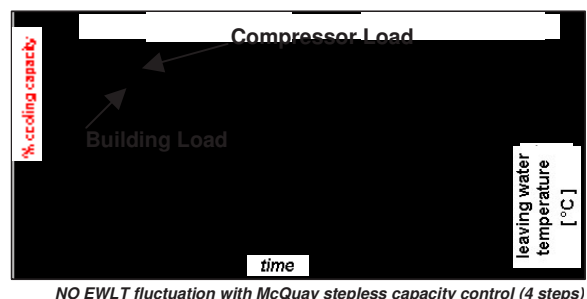 Compressor Load
% cooling capacity
Building Load
leaving water
temperature
[ °C ]
time
NO EWLT fluctuation with McQuay stepless capacity control (4 steps)